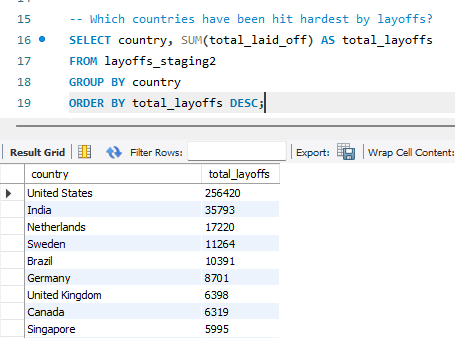 15 -- Which countries have been hit hardest by layoffs?
16 SELECT country, SUM(total_laid_off) AS total_layoffs
17 FROM layoffs_staging2
18 GROUP BY country
19 ORDER BY total_layoffs DESC;
Result Grid Filter Rows: Export: Wrap Cell Content:
country total_layoffs
United States 256420
India 35793
Netherlands 17220
Sweden 11264
Brazil 10391
Germany 8701
United Kingdom 6398
Canada 6319
Singapore 5995